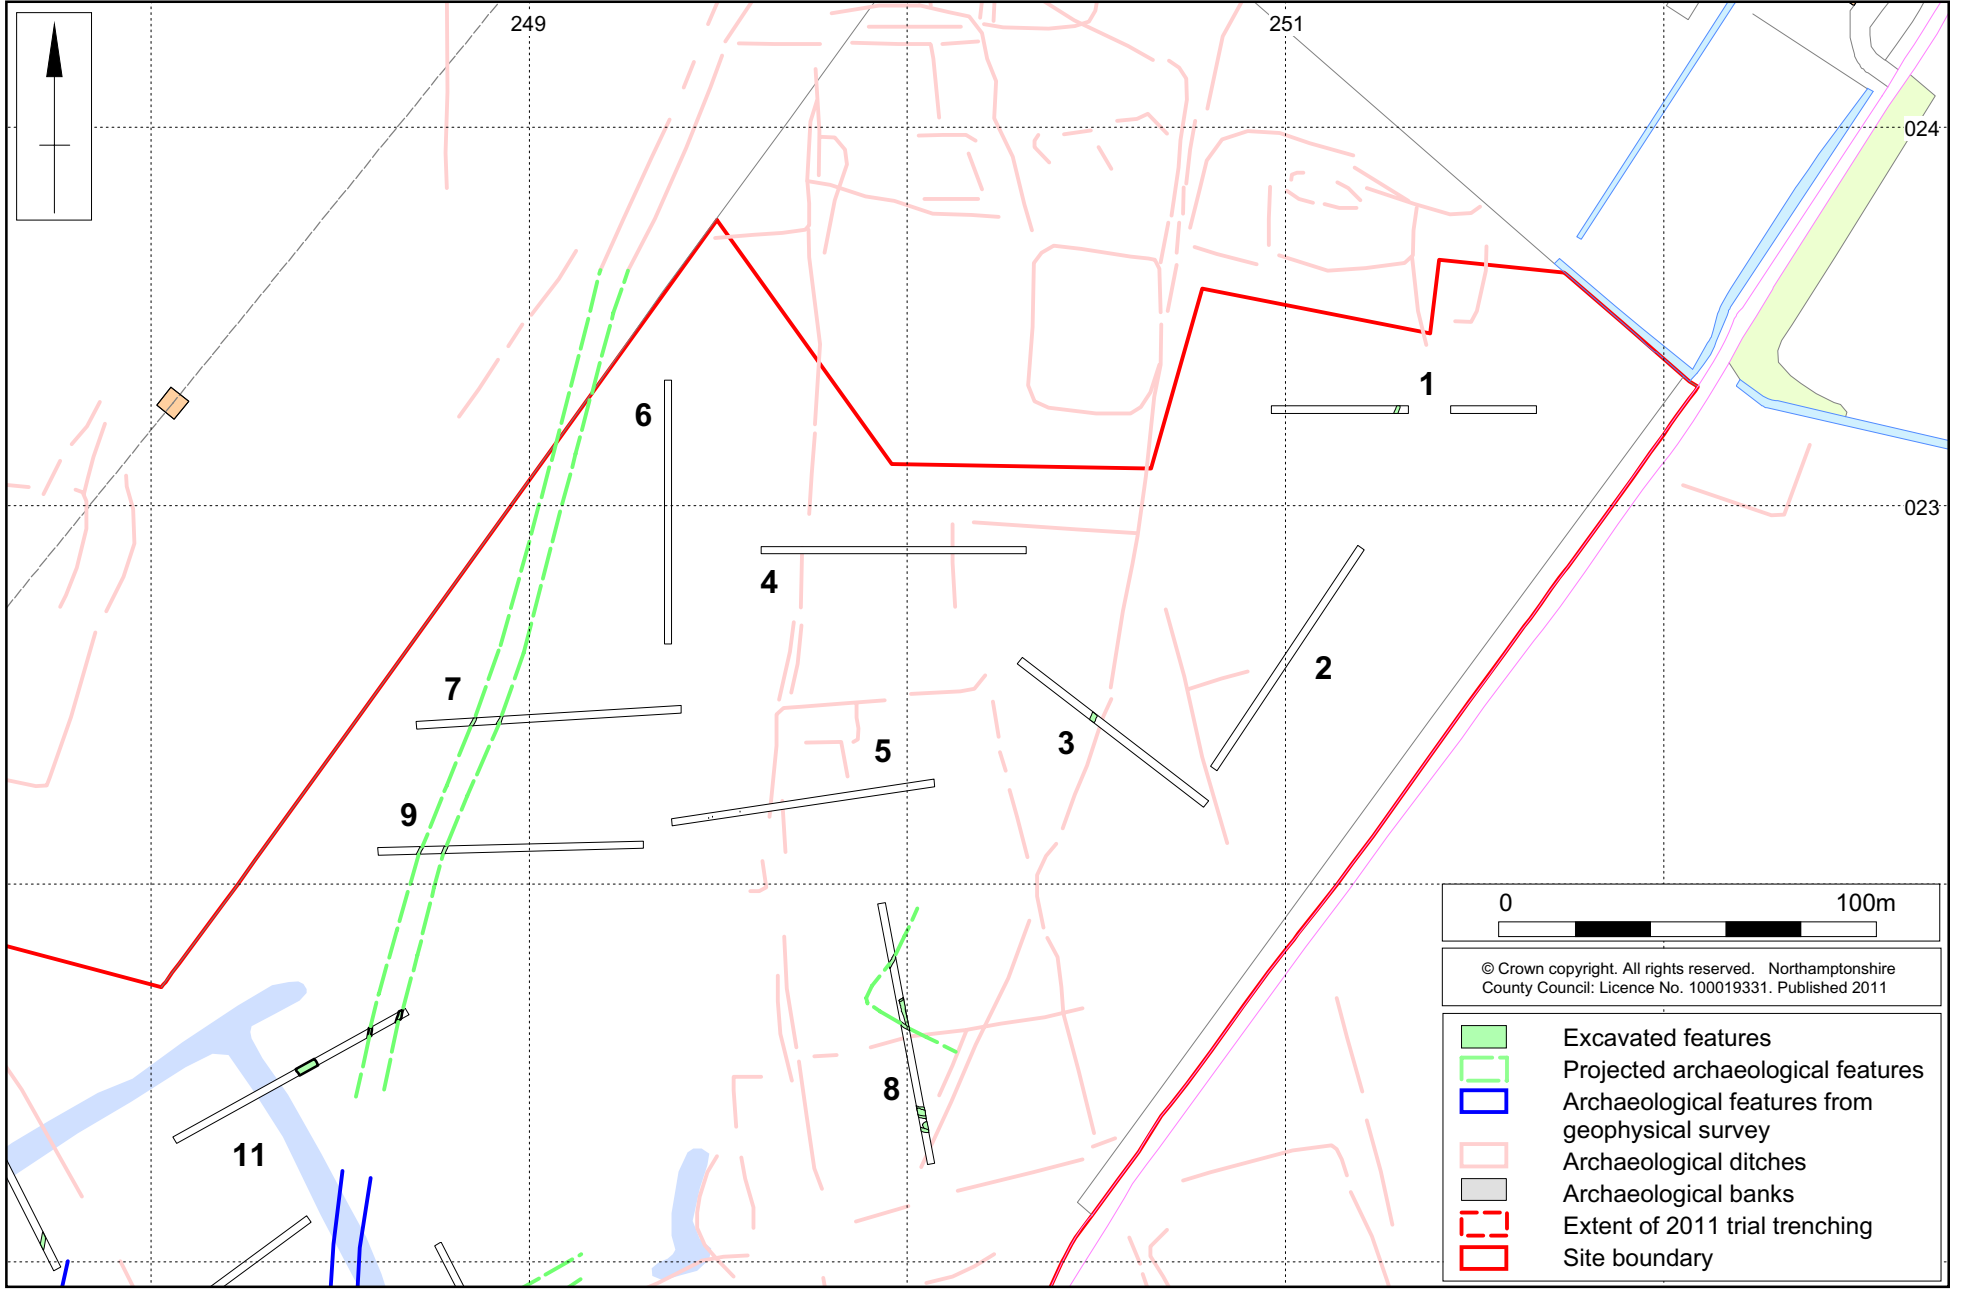 249
251
024
1
6
023
4
2
7
3
5
9
8
11
0 100m
© Crown copyright. All rights reserved. Northamptonshire
County Council: Licence No. 100019331. Published 2011
Excavated features
Projected archaeological features
Archaeological features from
geophysical survey
Archaeological ditches
Archaeological banks
Extent of 2011 trial trenching
Site boundary